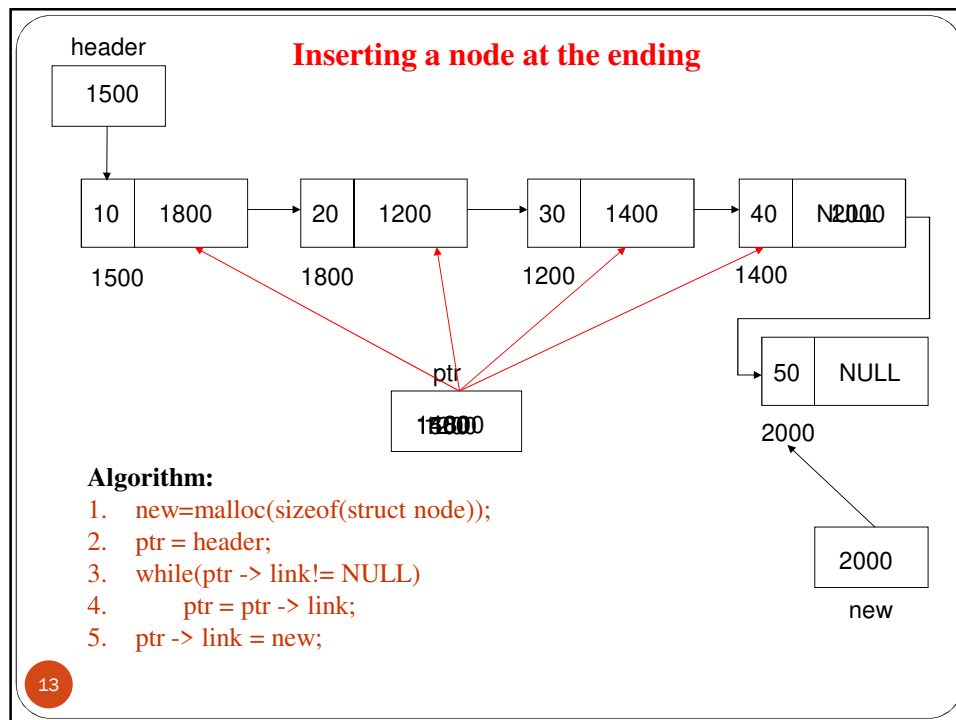 Inserting a node at the ending
header
1500
10 1800
20 1200
30 1400
40 NULL 2000
1500
1800
1200
1400
ptr
50 NULL
2000
Algorithm:
1. new=malloc(sizeof(struct node));
2. ptr = header;
3. while(ptr -> link!= NULL)
4. ptr = ptr -> link;
5. ptr -> link = new;
2000
new
13